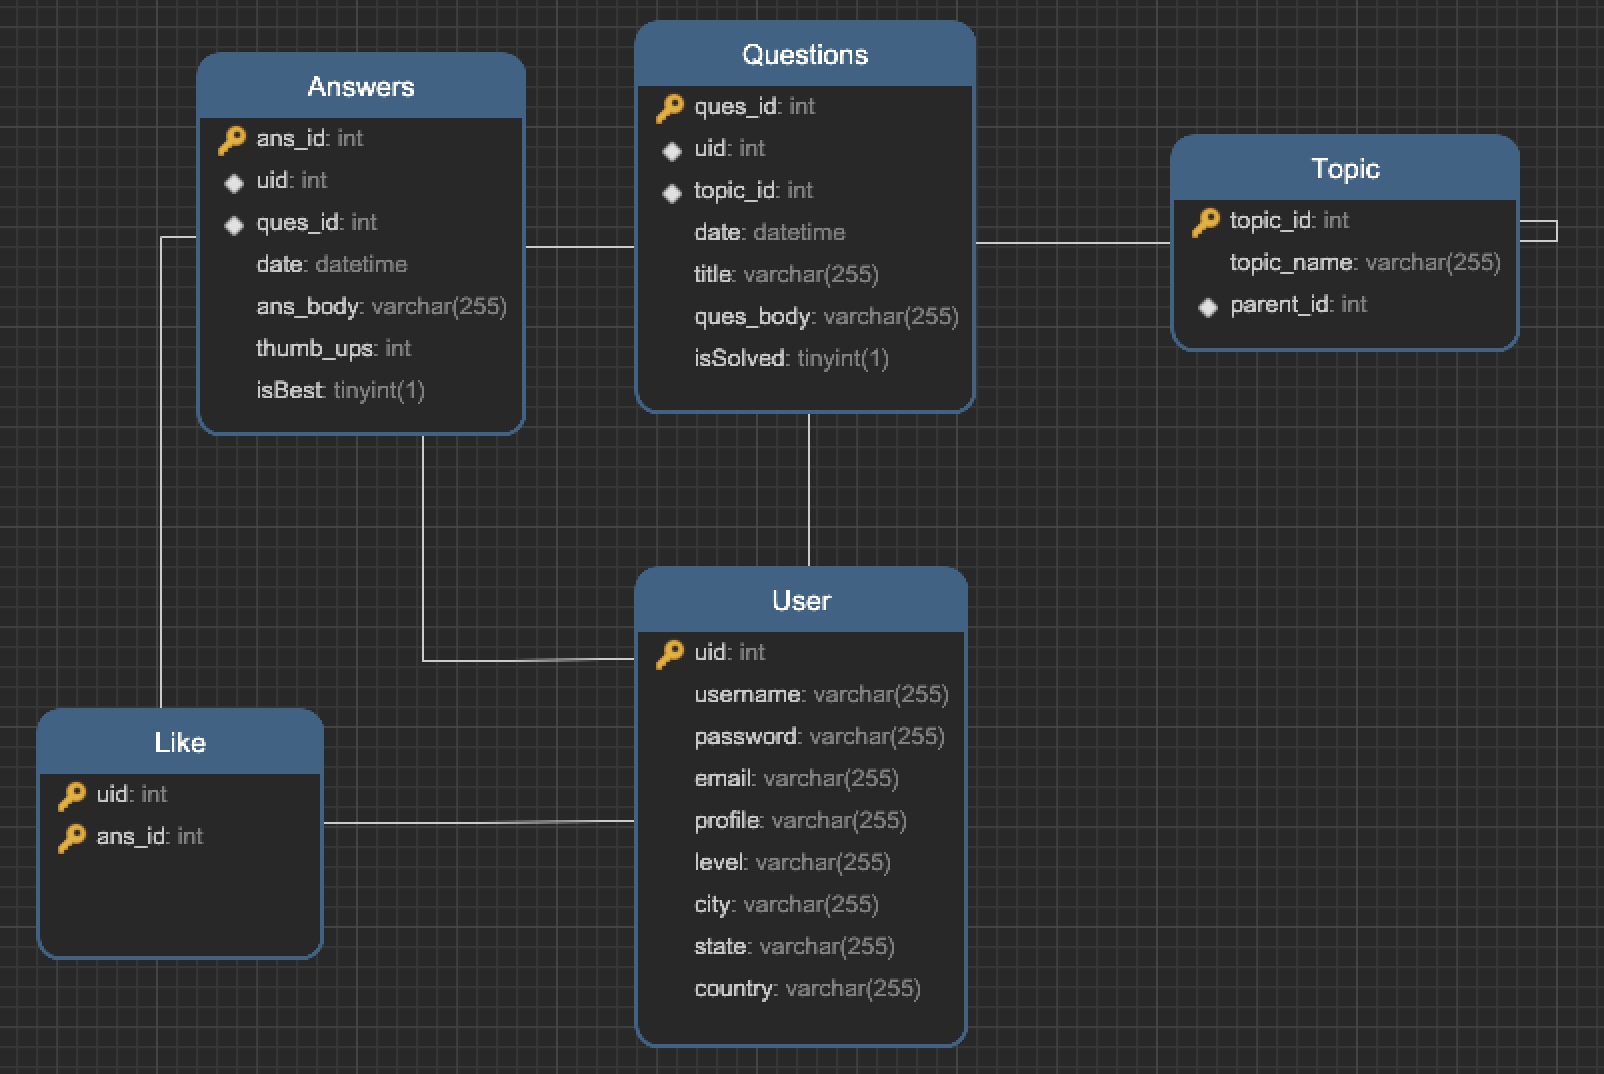 Answers
ans_id: int
uid: int
ques_id: int
date: datetime
ans_body: varchar(255)
thumb_ups: int
isBest: tinyint(1)
Questions
ques_id: int
uid: int
topic_id: int
date: datetime
title: varchar(255)
ques_body: varchar(255)
isSolved: tinyint(1)
Topic
topic_id: int
topic_name: varchar(255)
parent_id: int
Like
uid: int
ans_id: int
User
uid: int
username: varchar(255)
password: varchar(255)
email: varchar(255)
profile: varchar(255)
level: varchar(255)
city: varchar(255)
state: varchar(255)
country: varchar(255)